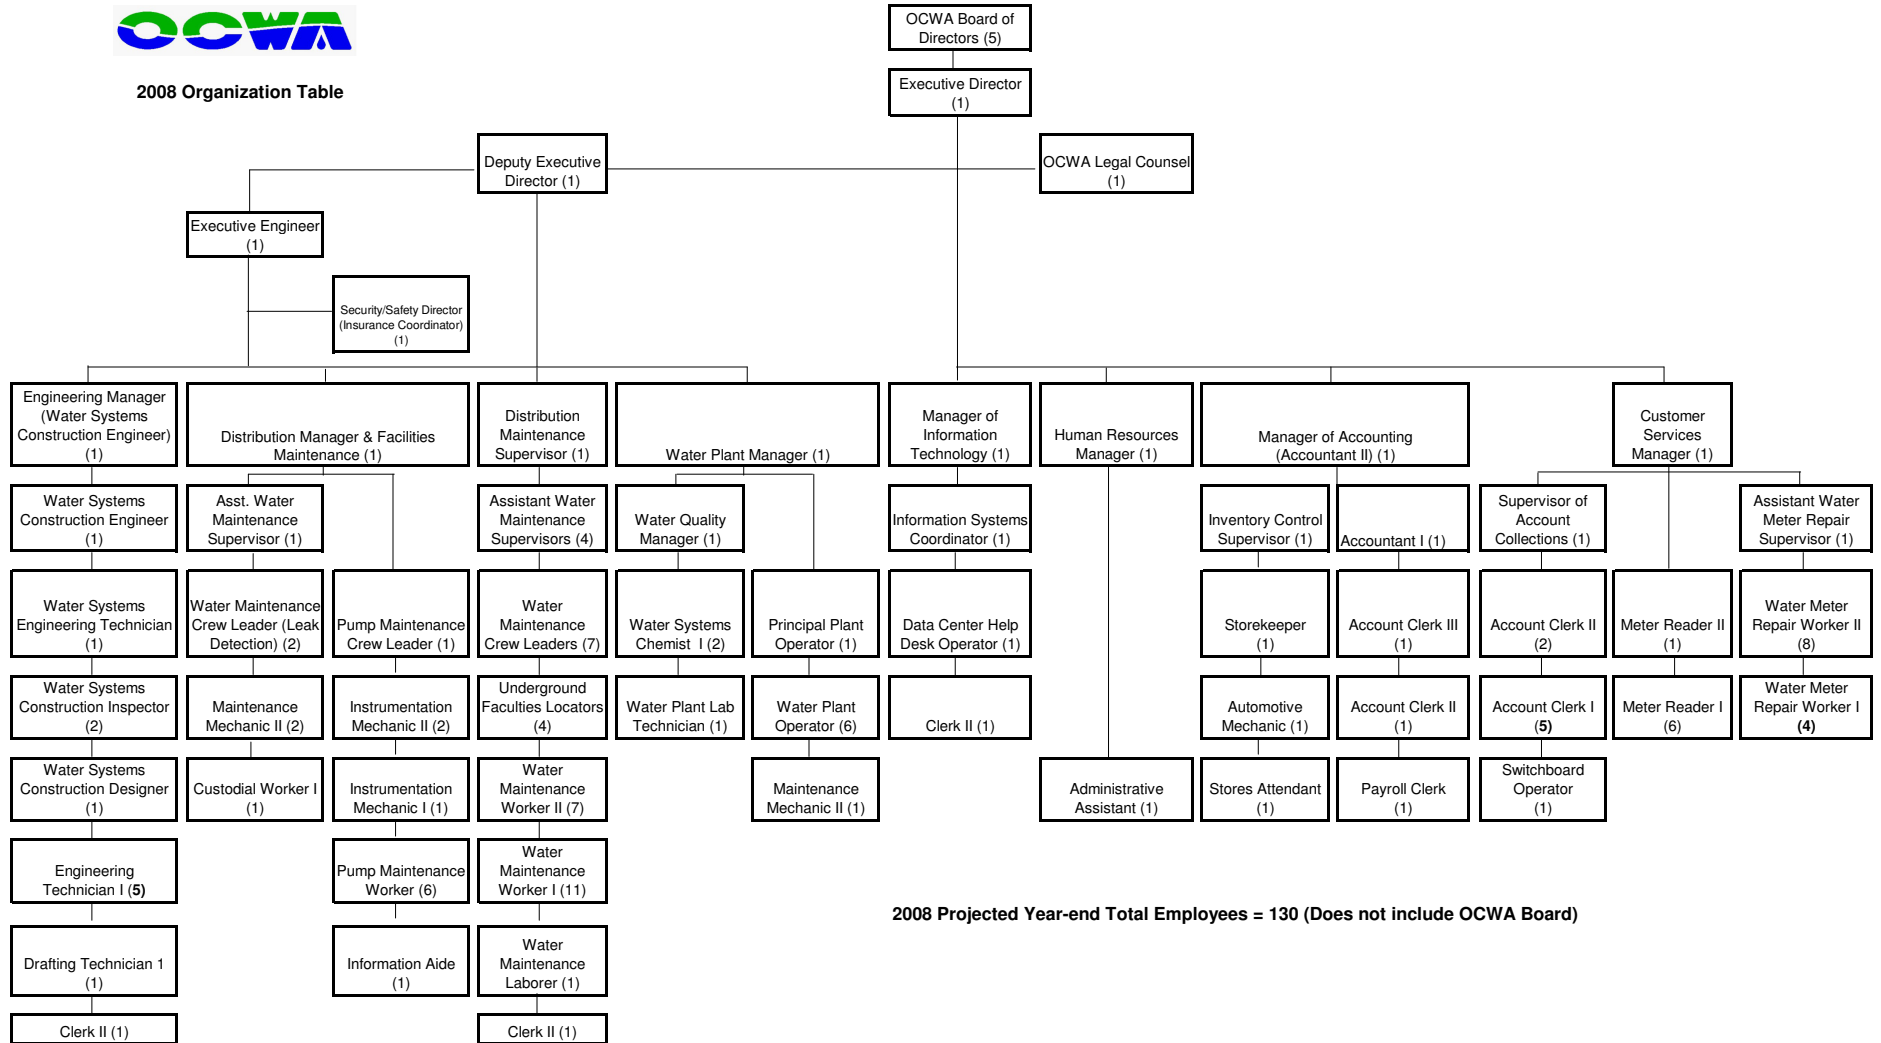 OCWA
2008 Organization Table
OCWA Board of
Directors (5)
Executive Director
(1)
Deputy Executive
Director (1)
OCWA Legal Counsel
(1)
Executive Engineer
(1)
Security/Safety Director
(Insurance Coordinator)
(1)
Engineering Manager
(Water Systems
Construction Engineer)
(1)
Distribution Manager & Facilities
Maintenance (1)
Distribution
Maintenance
Supervisor (1)
Water Plant Manager (1)
Manager of
Information
Technology (1)
Human Resources
Manager (1)
Manager of Accounting
(Accountant II) (1)
Customer
Services
Manager (1)
Water Systems
Construction Engineer
(1)
Asst. Water
Maintenance
Supervisor (1)
Assistant Water
Maintenance
Supervisors (4)
Water Quality
Manager (1)
Information Systems
Coordinator (1)
Inventory Control
Supervisor (1)
Accountant I (1)
Supervisor of
Account
Collections (1)
Assistant Water
Meter Repair
Supervisor (1)
Water Systems
Engineering Technician
(1)
Water Maintenance
Crew Leader (Leak
Detection) (2)
Pump Maintenance
Crew Leader (1)
Water
Maintenance
Crew Leaders (7)
Water Systems
Chemist I (2)
Principal Plant
Operator (1)
Data Center Help
Desk Operator (1)
Storekeeper
(1)
Account Clerk III
(1)
Account Clerk II
(2)
Meter Reader II
(1)
Water Meter
Repair Worker II
(8)
Water Systems
Construction Inspector
(2)
Maintenance
Mechanic II (2)
Instrumentation
Mechanic II (2)
Underground
Faculties Locators
(4)
Water Plant Lab
Technician (1)
Water Plant
Operator (6)
Clerk II (1)
Automotive
Mechanic (1)
Account Clerk II
(1)
Account Clerk I
(5)
Meter Reader I
(6)
Water Meter
Repair Worker I
(4)
Water Systems
Construction Designer
(1)
Custodial Worker I
(1)
Instrumentation
Mechanic I (1)
Water
Maintenance
Worker II (7)
Maintenance
Mechanic II (1)
Administrative
Assistant (1)
Stores Attendant
(1)
Payroll Clerk
(1)
Switchboard
Operator
(1)
Engineering
Technician I (5)
Pump Maintenance
Worker (6)
Water
Maintenance
Worker I (11)
2008 Projected Year-end Total Employees = 130 (Does not include OCWA Board)
Drafting Technician 1
(1)
Information Aide
(1)
Water
Maintenance
Laborer (1)
Clerk II (1)
Clerk II (1)